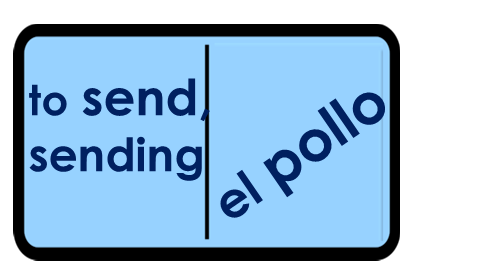 to send,
sending
el pollo